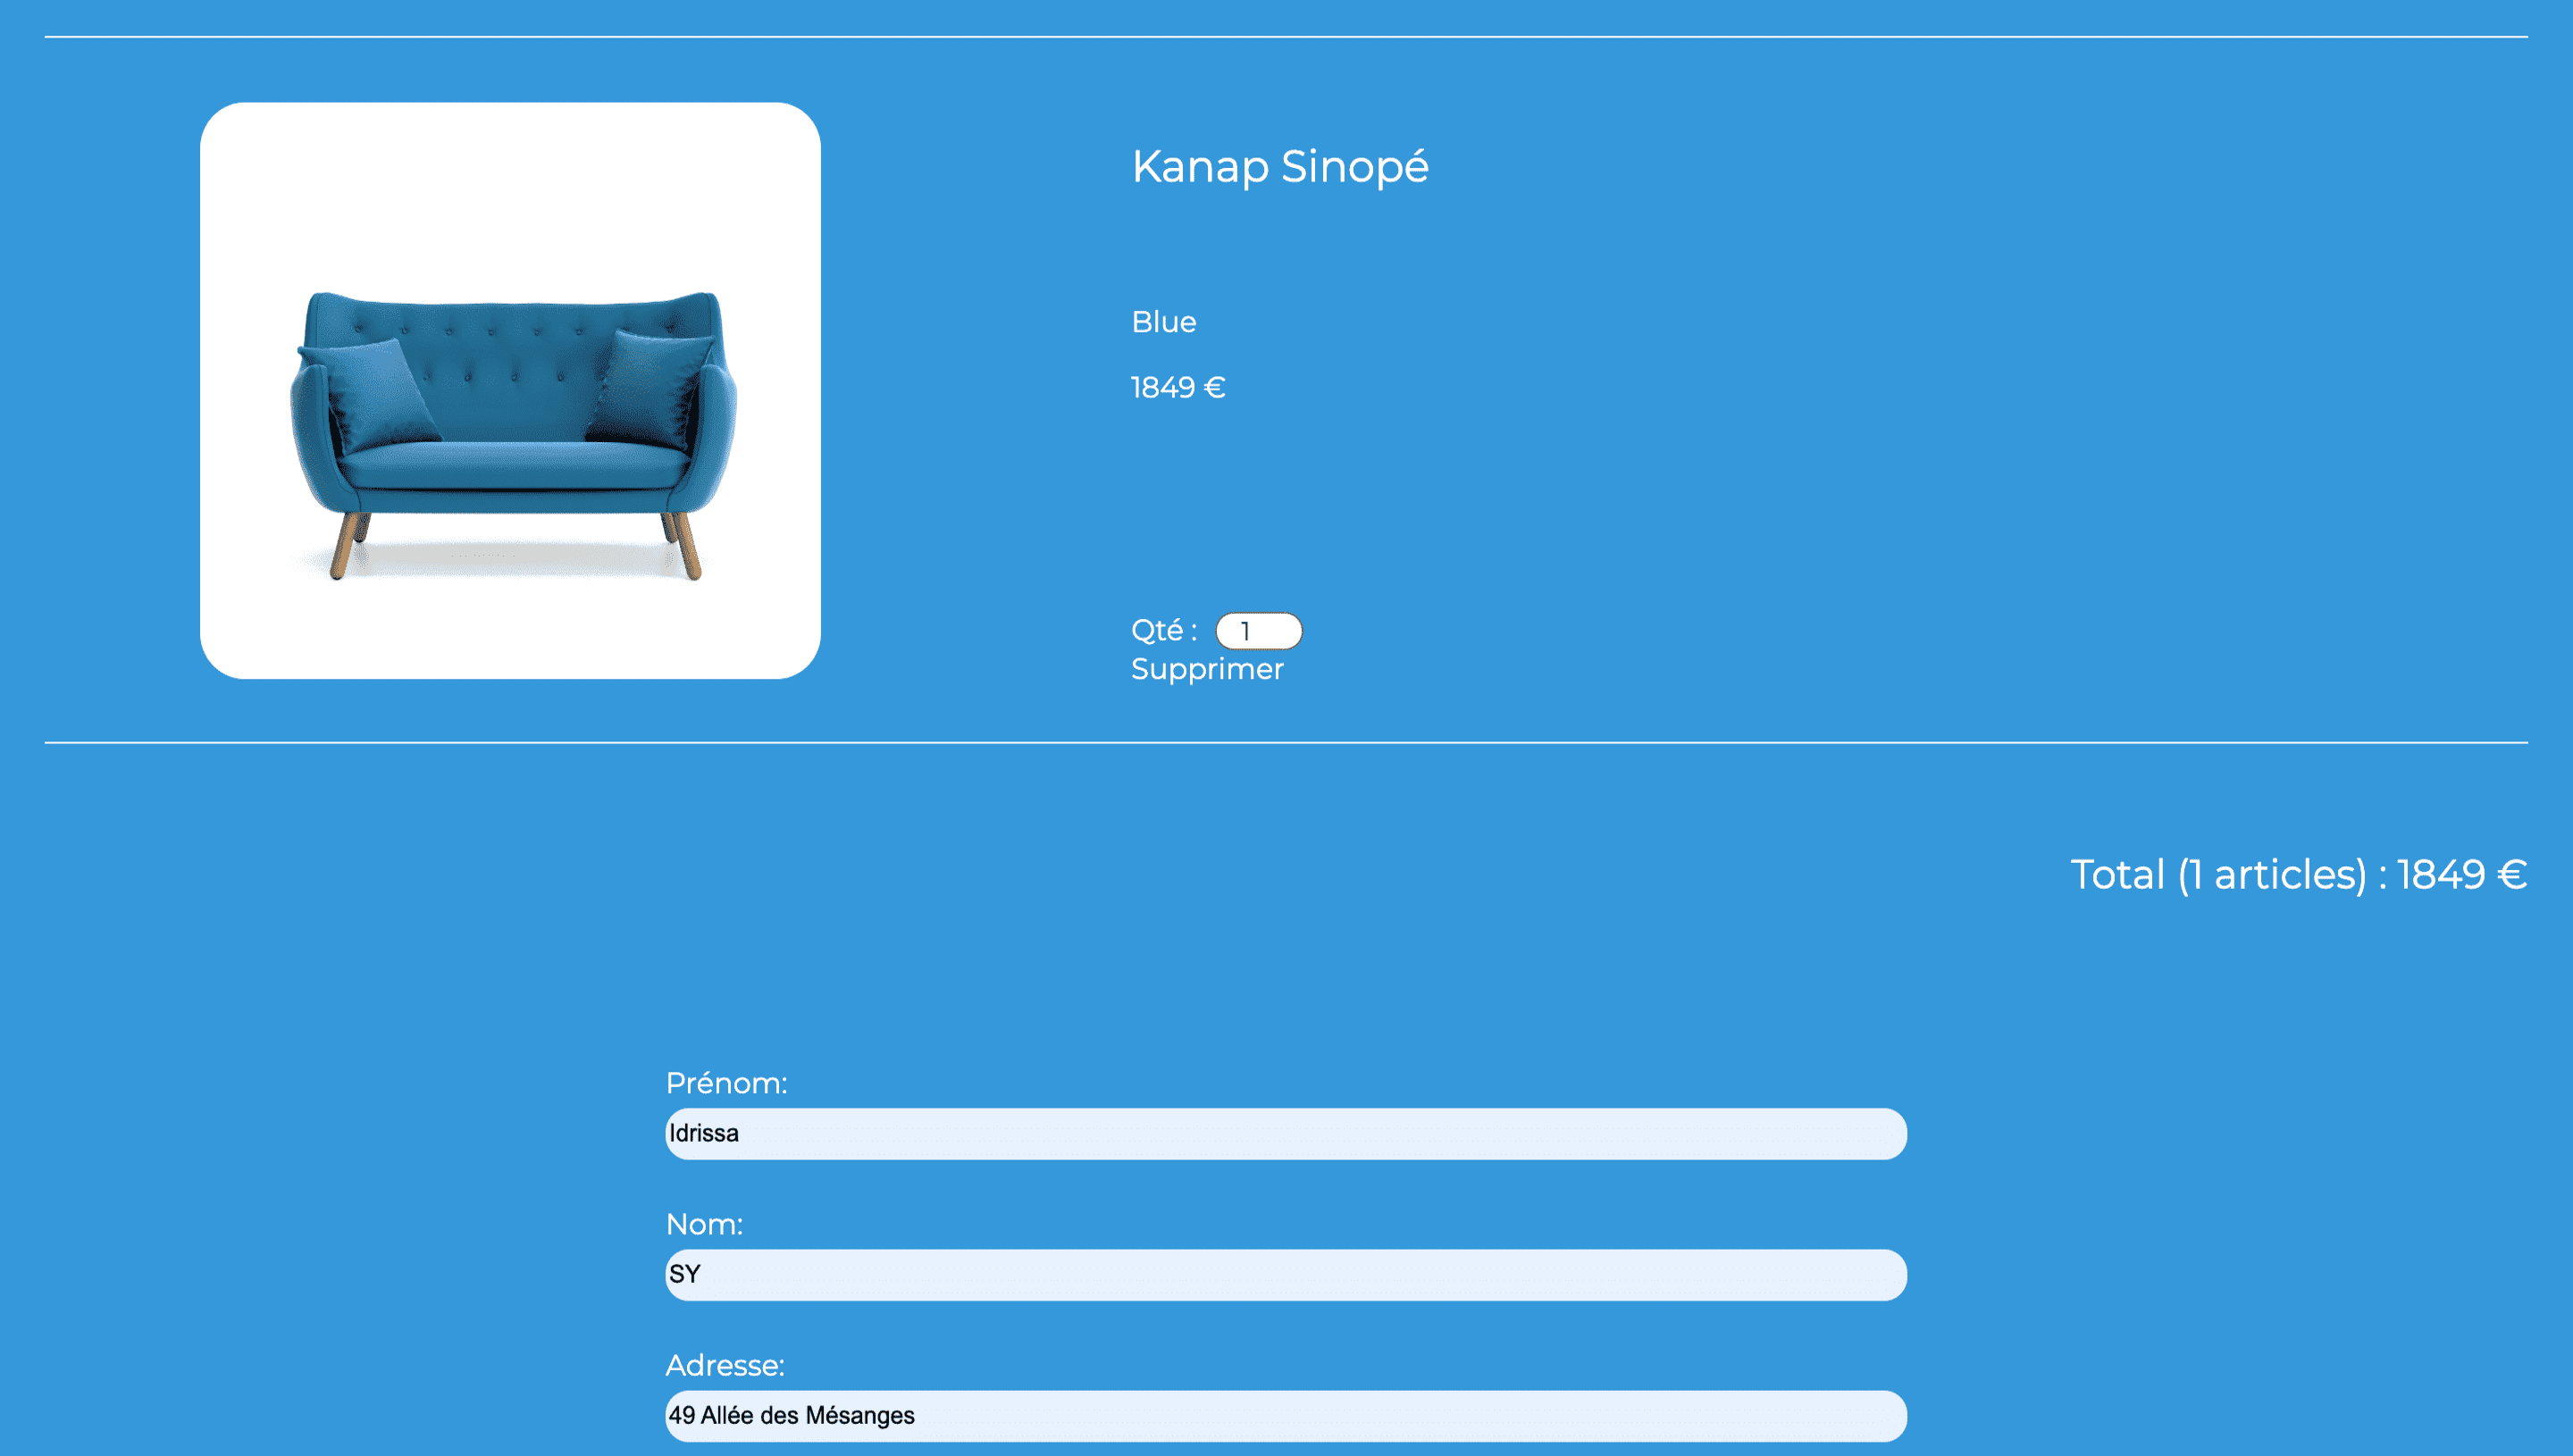 Kanap Sinopé
Blue
1849 €
Qté : 1
Supprimer
Total (1 articles) : 1849 €
Prénom:
Idrissa
Nom:
SY
Adresse:
49 Allée des Mésanges